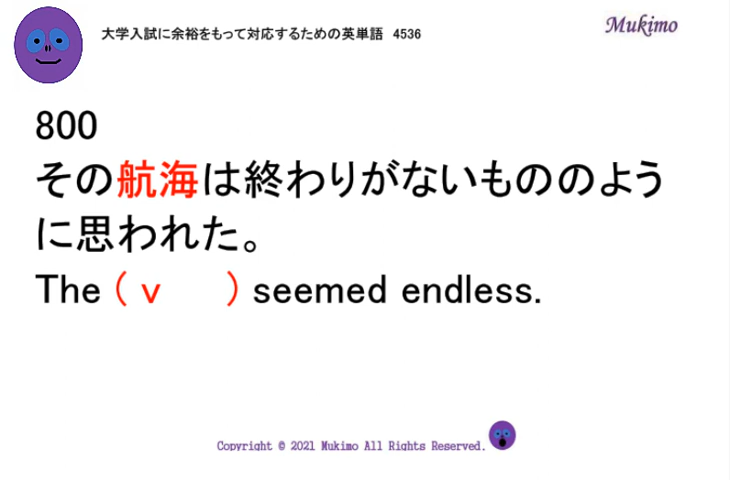 大学入試に余裕をもって対応するための英単語 4536
Mukimo
800
その航海は終わりがないもののよう
に思われた。
The ( v ) seemed endless.
Copyright © 2021 Mukimo All Rights Reserved.